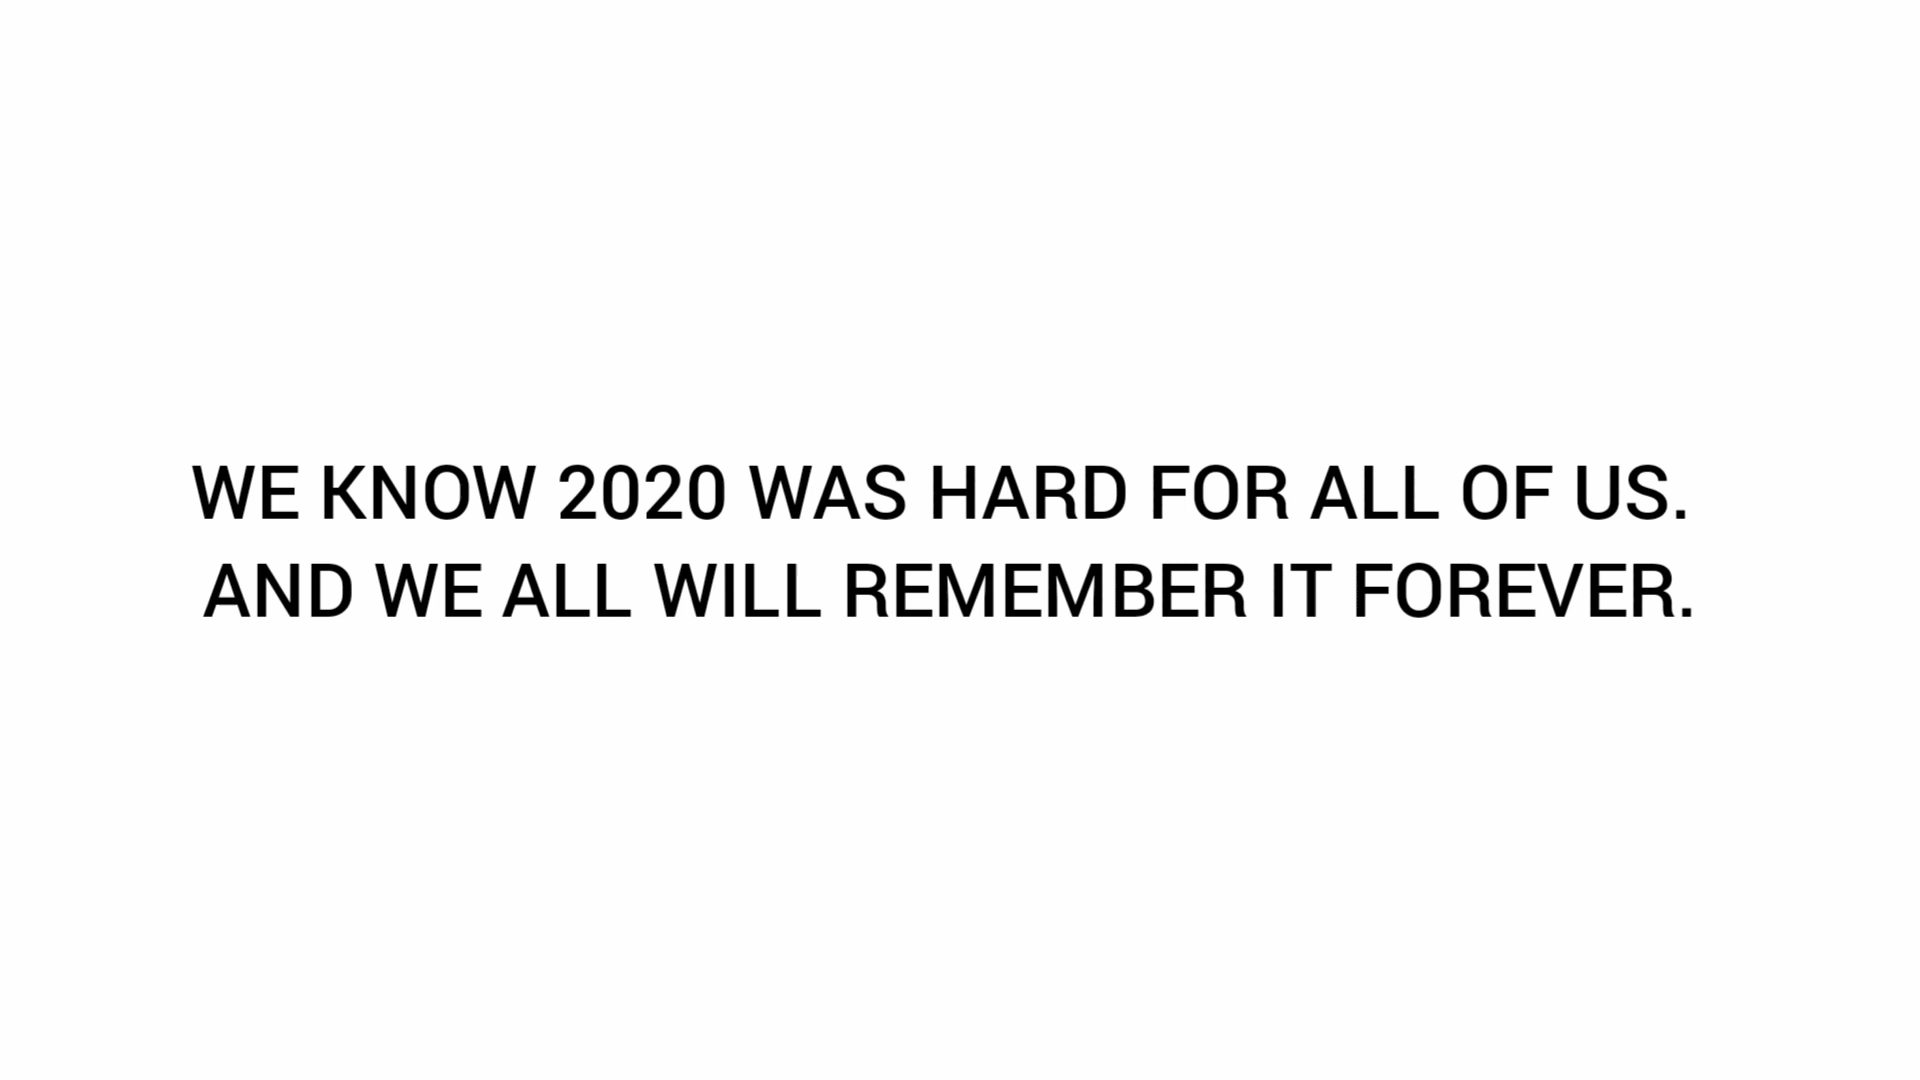 WE KNOW 2020 WAS HARD FOR ALL OF US.
AND WE ALL WILL REMEMBER IT FOREVER.